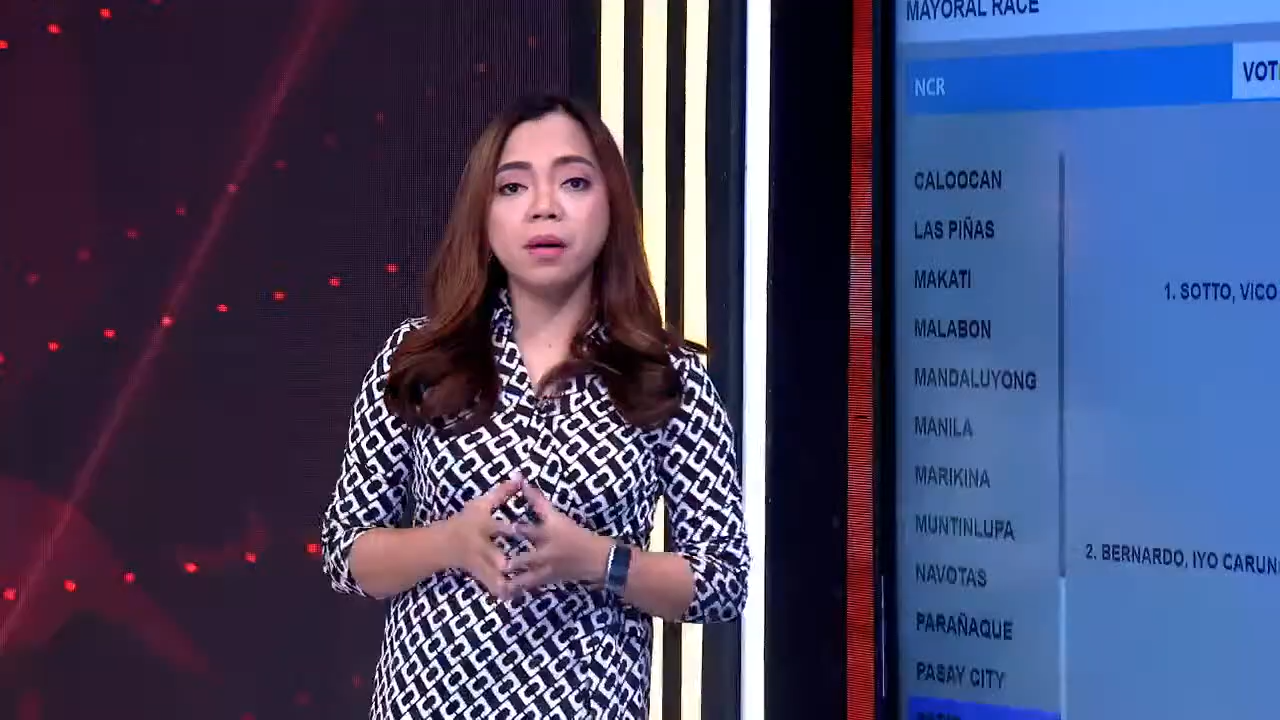 MAYORAL RACE
NCR
VOT
CALOOCAN
LAS PIÑAS
MAKATI
MALABON
MANDALUYONG
MANILA
MARIKINA
MUNTINLUPA
NAVOTAS
PARAÑAQUE
PASAY CITY
1. SOTTO, VICO
2. BERNARDO, IYO CARUN